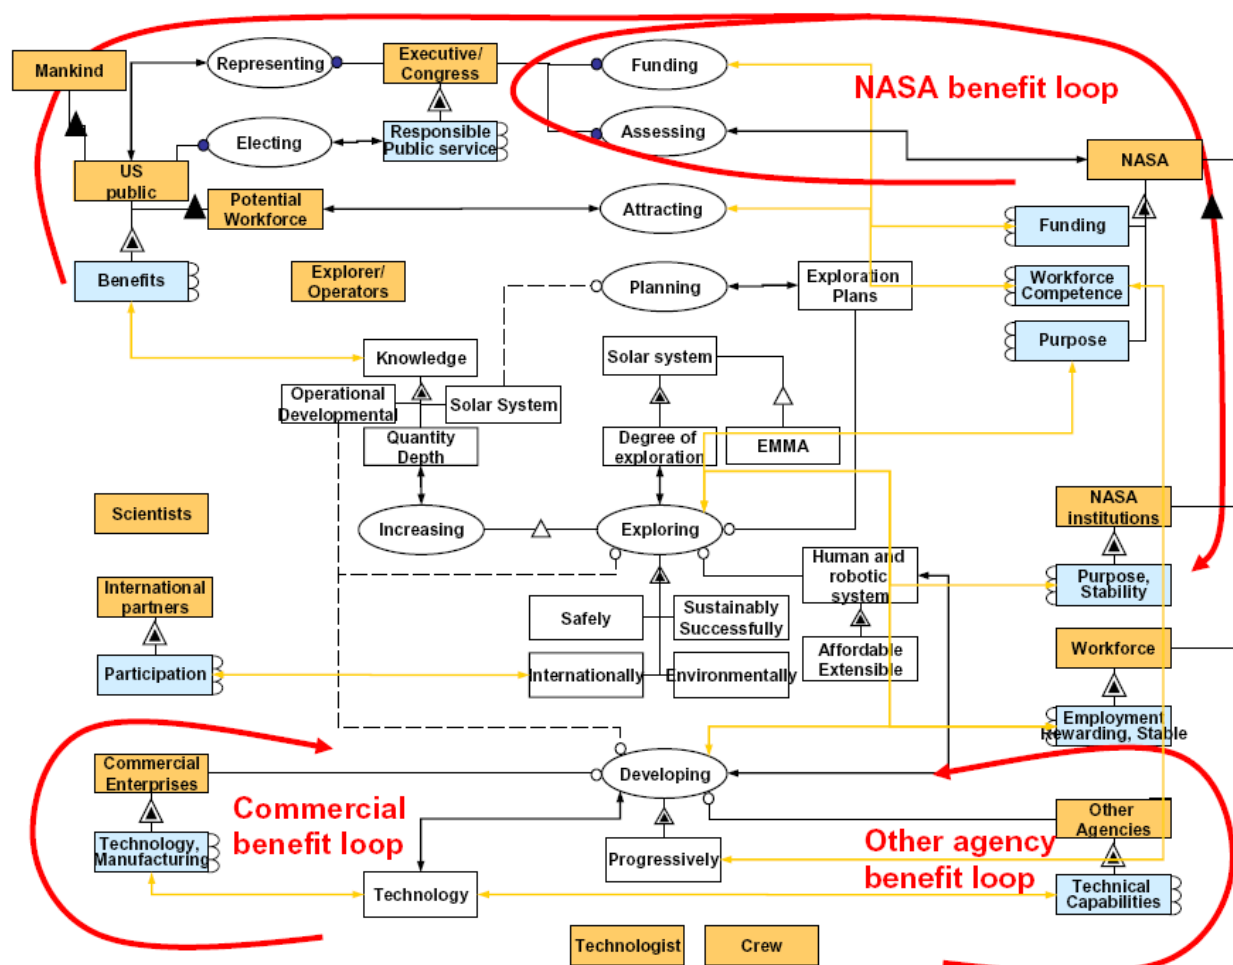 Mankind
Representing
Executive/
Congress
Funding
NASA benefit loop
Electing
Responsible
Public service
Assessing
NASA
US
public
Potential
Workforce
Attracting
Funding
Benefits
Explorer/
Operators
Planning
Exploration
Plans
Workforce
Competence
Purpose
Knowledge
Solar system
Operational
Developmental
Solar System
Quantity
Depth
Degree of
exploration
EMMA
Scientists
Increasing
Exploring
NASA
institutions
Human and
robotic
system
Purpose,
Stability
International
partners
Safely
Sustainably
Successfully
Affordable
Extensible
Workforce
Participation
Internationally
Environmentally
Employment
Rewarding, Stable
Commercial
Enterprises
Developing
Commercial
benefit loop
Other
Agencies
Technology,
Manufacturing
Progressively
Other agency
benefit loop
Technology
Technical
Capabilities
Technologist
Crew